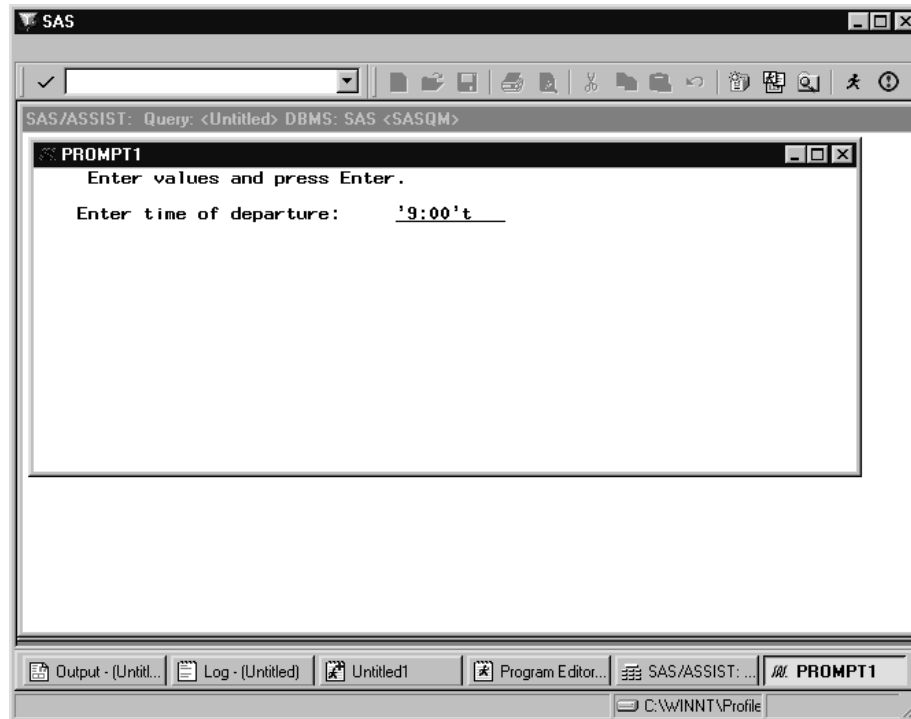 SAS
SAS/ASSIST: Query: <Untitled> DBMS: SAS <SASQM>
PROMPT1
Enter values and press Enter.
Enter time of departure: '9:00't
Output - (Untitl... Log - (Untitled) Untitled1 Program Editor... SAS/ASSIST: ... PROMPT1
C:\WINNT\Profile